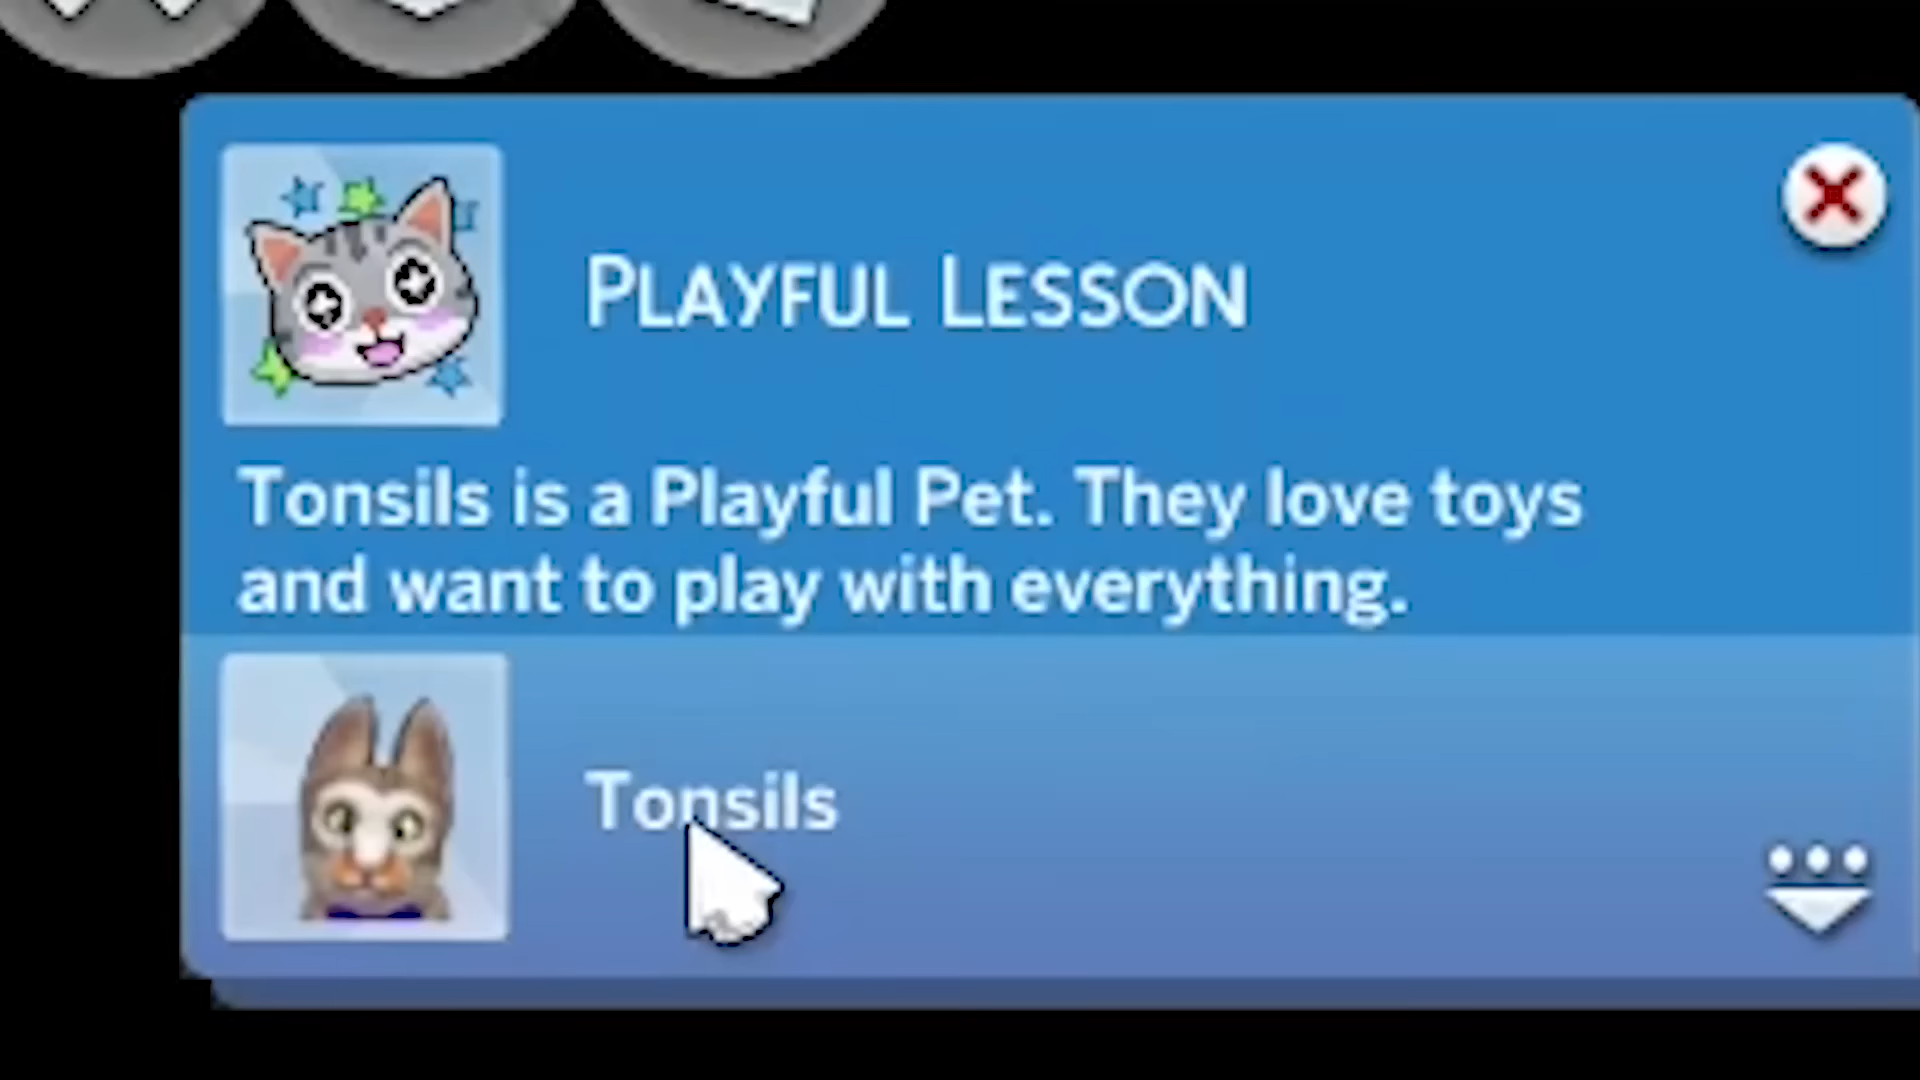 PLAYFUL LESSON
Tonsils is a Playful Pet. They love toys
and want to play with everything.
Tonsils